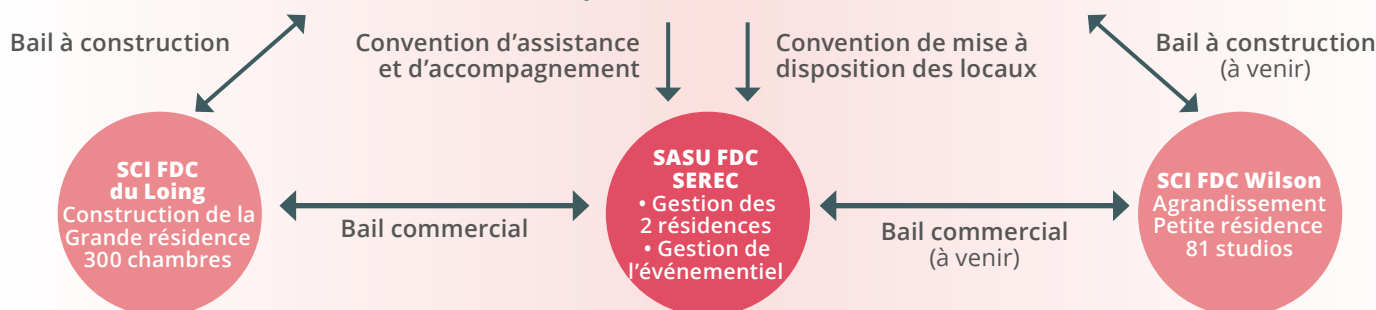 Bail à construction
Convention d’assistance
et d’accompagnement
Convention de mise à
disposition des locaux
Bail à construction
(à venir)
SCI FDC
du Loing
Construction de la
Grande résidence
300 chambres
Bail commercial
SASU FDC
SEREC
• Gestion des
2 résidences
• Gestion de
l’événementiel
Bail commercial
(à venir)
SCI FDC Wilson
Agrandissement
Petite résidence
81 studios